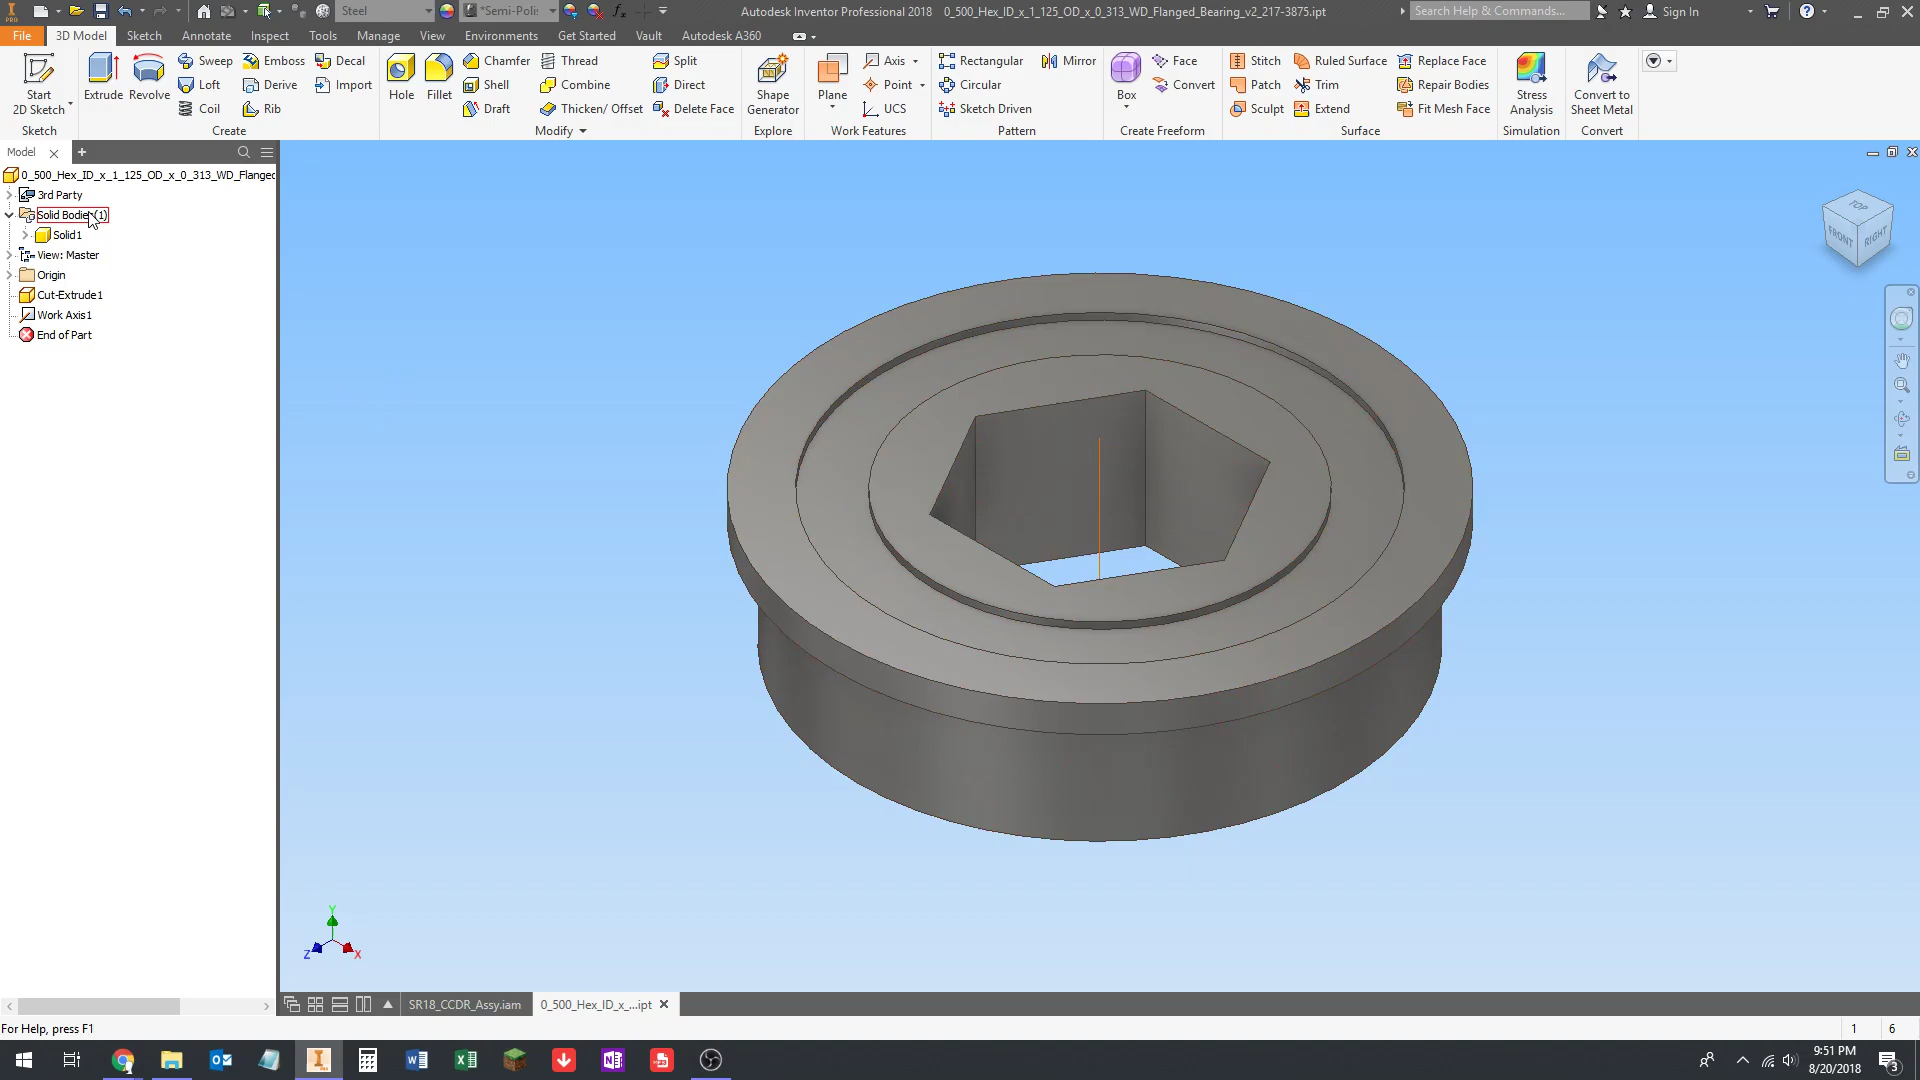 Steel
*Semi-Polis
Autodesk Inventor Professional 2018 0_500_Hex_ID_x_1_125_OD_x_0_313_WD_Flanged_Bearing_v2_217-3875.ipt
Search Help & Commands...
Sign In
File 3D Model Sketch Annotate Inspect Tools Manage View Environments Get Started Vault Autodesk A360
Start
2D Sketch
Sketch
Extrude
Revolve
Sweep
Loft
Coil
Emboss
Derive
Rib
Decal
Import
Create
Hole
Fillet
Chamfer
Shell
Draft
Thread
Combine
Thicken/ Offset
Split
Direct
Delete Face
Modify
Shape
Generator
Explore
Plane
Axis
Point
UCS
Work Features
Rectangular
Circular
Sketch Driven
Mirror
Pattern
Box
Face
Convert
Create Freeform
Stitch
Patch
Sculpt
Ruled Surface
Trim
Extend
Replace Face
Repair Bodies
Fit Mesh Face
Surface
Stress
Analysis
Simulation
Convert to
Sheet Metal
Convert
Model
0_500_Hex_ID_x_1_125_OD_x_0_313_WD_Flanged
3rd Party
Solid Bodies(1)
Solid1
View: Master
Origin
Cut-Extrude1
Work Axis1
End of Part
TOP
FRONT
RIGHT
Y
Z
X
SR18_CCDR_Assy.iam
0_500_Hex_ID_x_...ipt
For Help, press F1
1
6
9:51 PM
8/20/2018
3